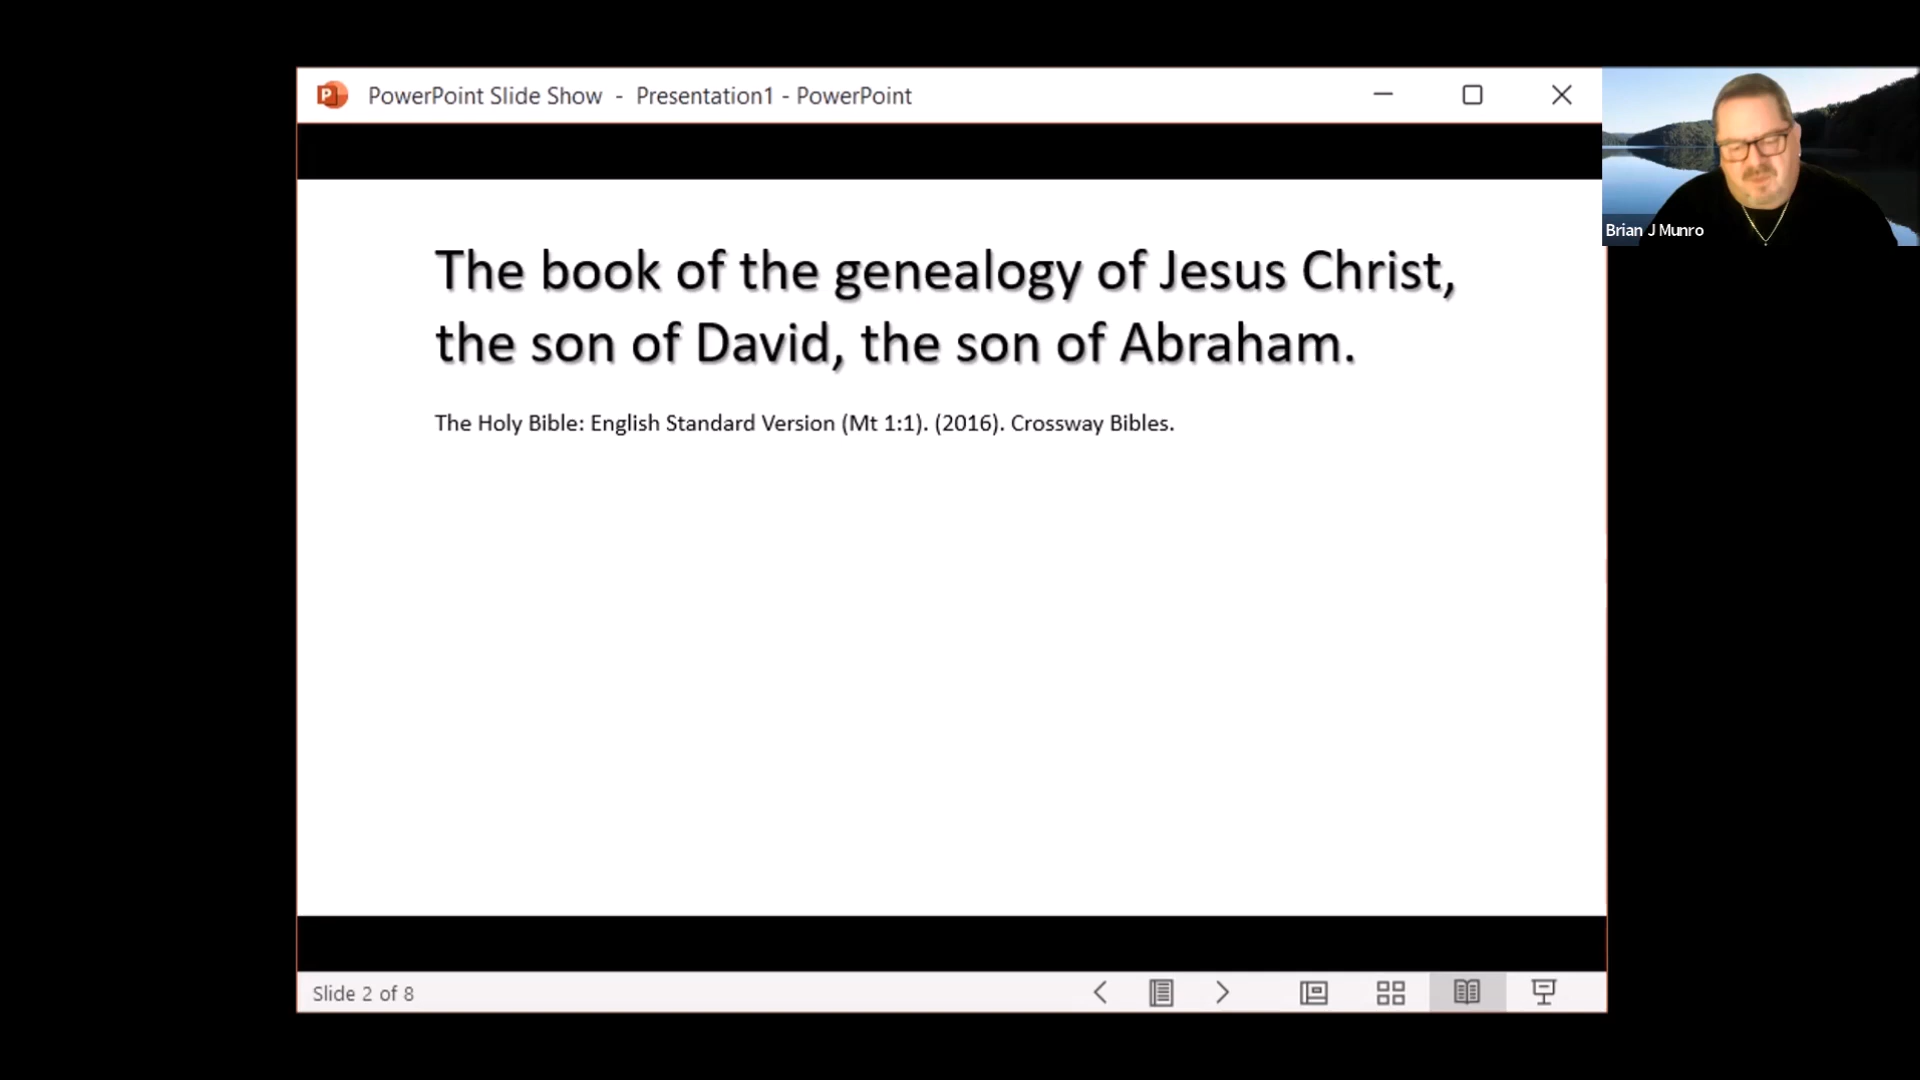 PowerPoint Slide Show - Presentation1 - PowerPoint
Brian J Munro
The book of the genealogy of Jesus Christ,
the son of David, the son of Abraham.
The Holy Bible: English Standard Version (Mt 1:1). (2016). Crossway Bibles.
Slide 2 of 8